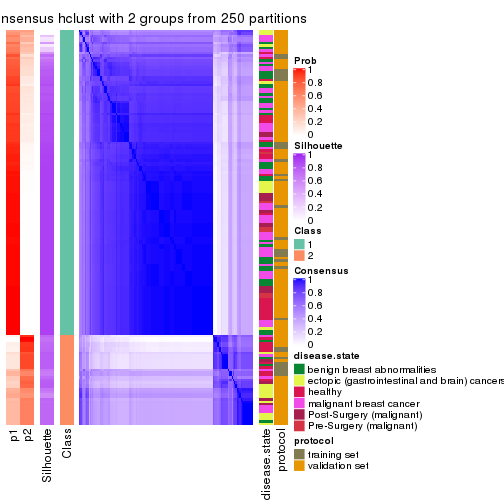 nsensus hclust with 2 groups from 250 partitions
Prob
1
0.8
0.6
0.4
0.2
0
Silhouette
1
0.8
0.6
0.4
0.2
0
Class
1
2
Consensus
1
0.8
0.6
0.4
0.2
0
disease.state
benign breast abnormalities
ectopic (gastrointestinal and brain) cancers
healthy
malignant breast cancer
Post-Surgery (malignant)
Pre-Surgery (malignant)
protocol
training set
validation set
p1
p2
Silhouette
Class
disease.state
protocol